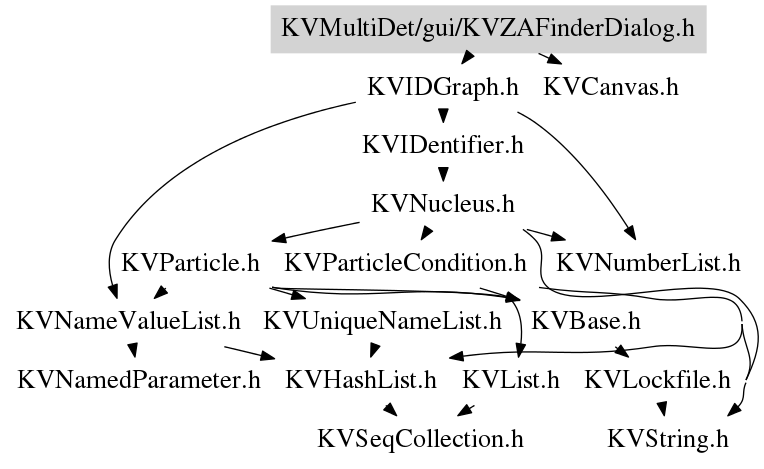 KVMultiDet/gui/KVZAFinderDialog.h
KVIDGraph.h KVCanvas.h
KVIDentifier.h
KVNucleus.h
KVParticle.h KVParticleCondition.h KVNumberList.h
KVNameValueList.h KVUniqueNameList.h KVBase.h
KVNamedParameter.h KVHashList.h KVList.h KVLockfile.h
KVSeqCollection.h KVString.h